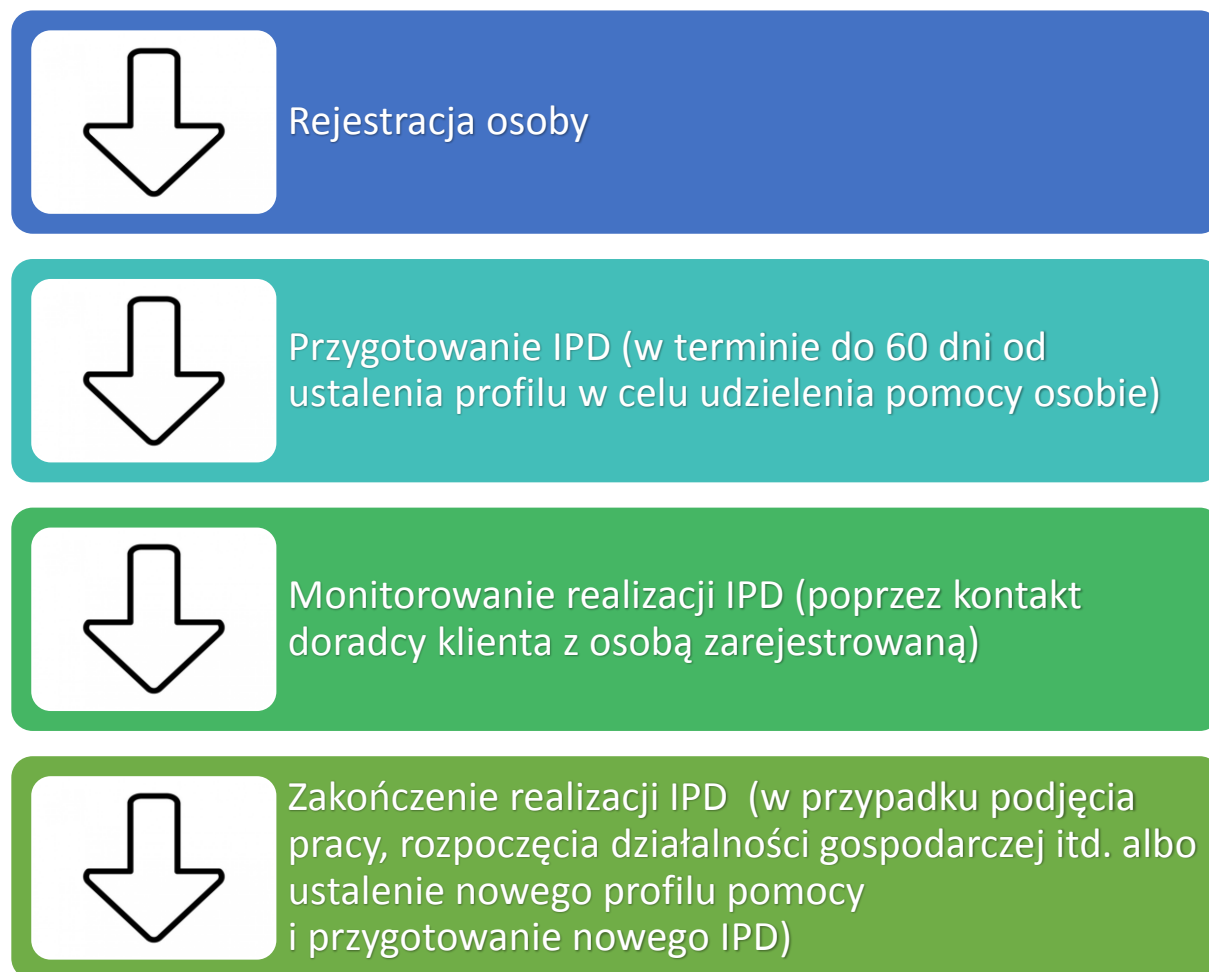 Rejestracja osoby
Przygotowanie IPD (w terminie do 60 dni od
ustalenia profilu w celu udzielenia pomocy osobie)
Monitorowanie realizacji IPD (poprzez kontakt
doradcy klienta z osobą zarejestrowaną)
Zakończenie realizacji IPD (w przypadku podjęcia
pracy, rozpoczęcia działalności gospodarczej itd. albo
ustalenie nowego profilu pomocy
i przygotowanie nowego IPD)